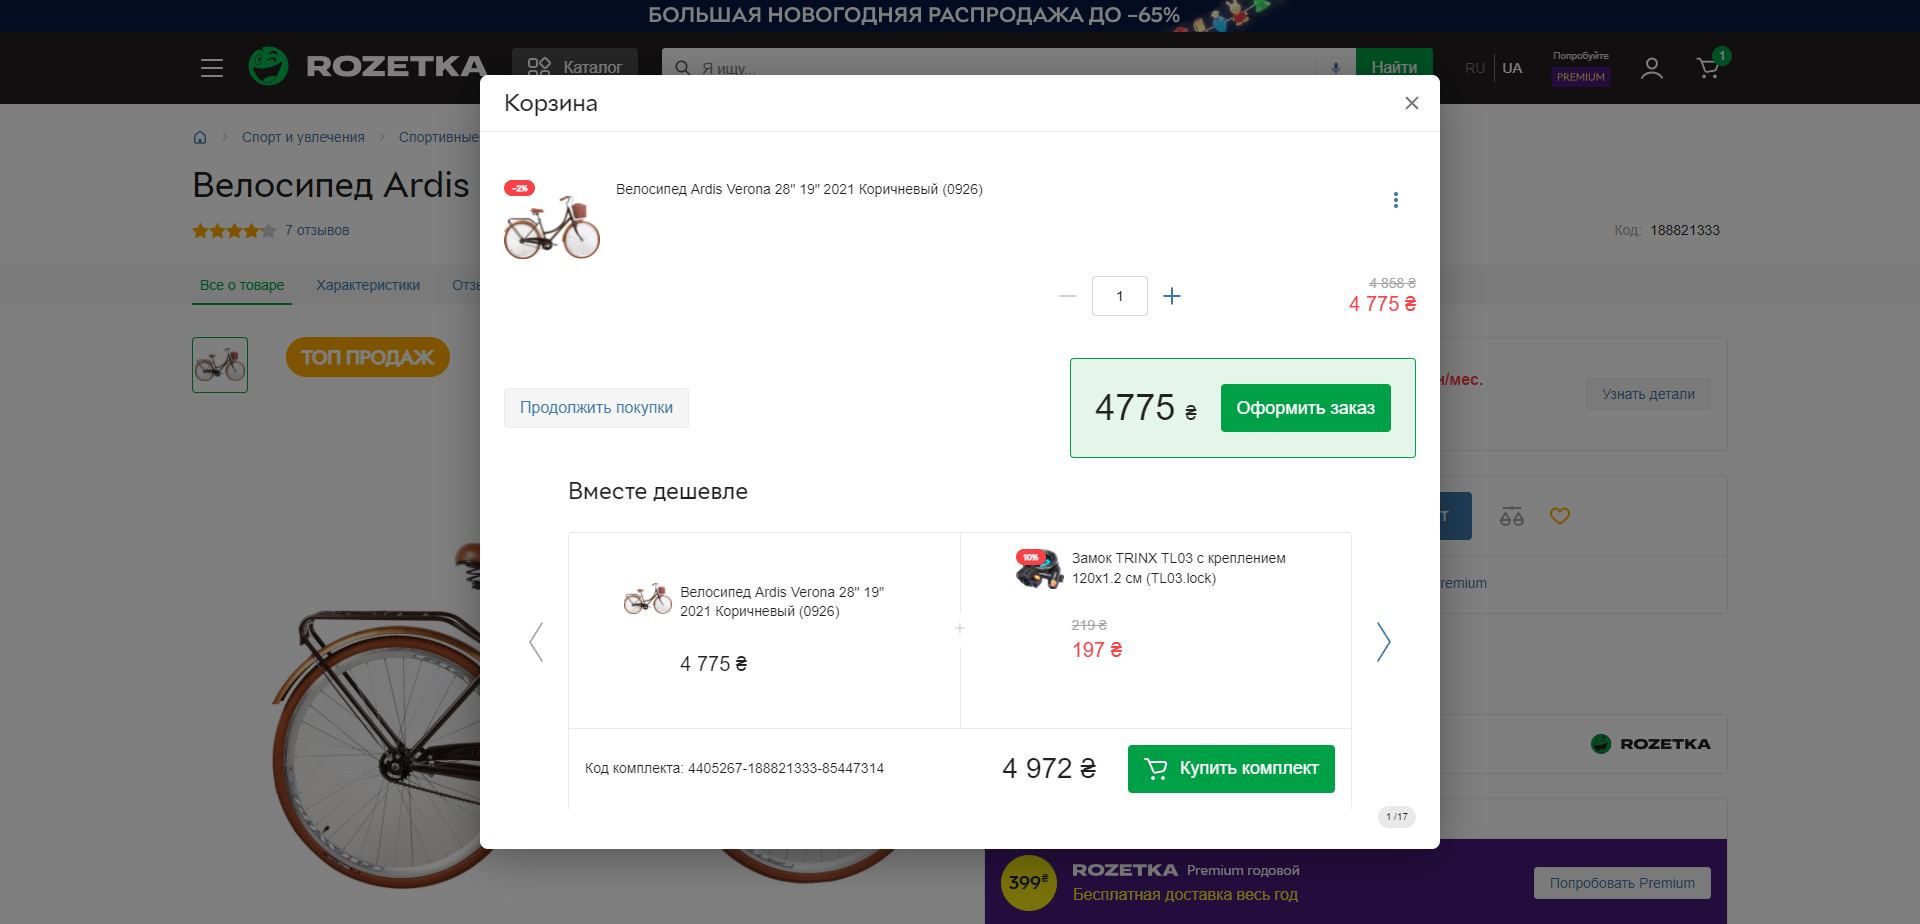 БОЛЬШАЯ НОВОГОДНЯЯ РАСПРОДАЖА ДО −65%
ROZETKA
Каталог
Я ищу...
Найти
RU
UA
Попробуйте
PREMIUM
1
Корзина
Спорт и увлечения
Спортивные
Велосипед Ardis
7 отзывов
Код: 188821333
Все о товаре
Характеристики
ТОП ПРОДАЖ
−2%
Велосипед Ardis Verona 28" 19" 2021 Коричневый (0926)
1
4 858 ₴
4 775 ₴
Продолжить покупки
4775 ₴
Оформить заказ
н/мес.
Узнать детали
Вместе дешевле
Велосипед Ardis Verona 28" 19"
2021 Коричневый (0926)
4 775 ₴
+
10%
Замок TRINX TL03 с креплением
120х1.2 см (TL03.lock)
219 ₴
197 ₴
Код комплекта: 4405267-188821333-85447314
4 972 ₴
Купить комплект
1 /17
т
remium
ROZETKA
399₴
ROZETKA Premium годовой
Бесплатная доставка весь год
Попробовать Premium